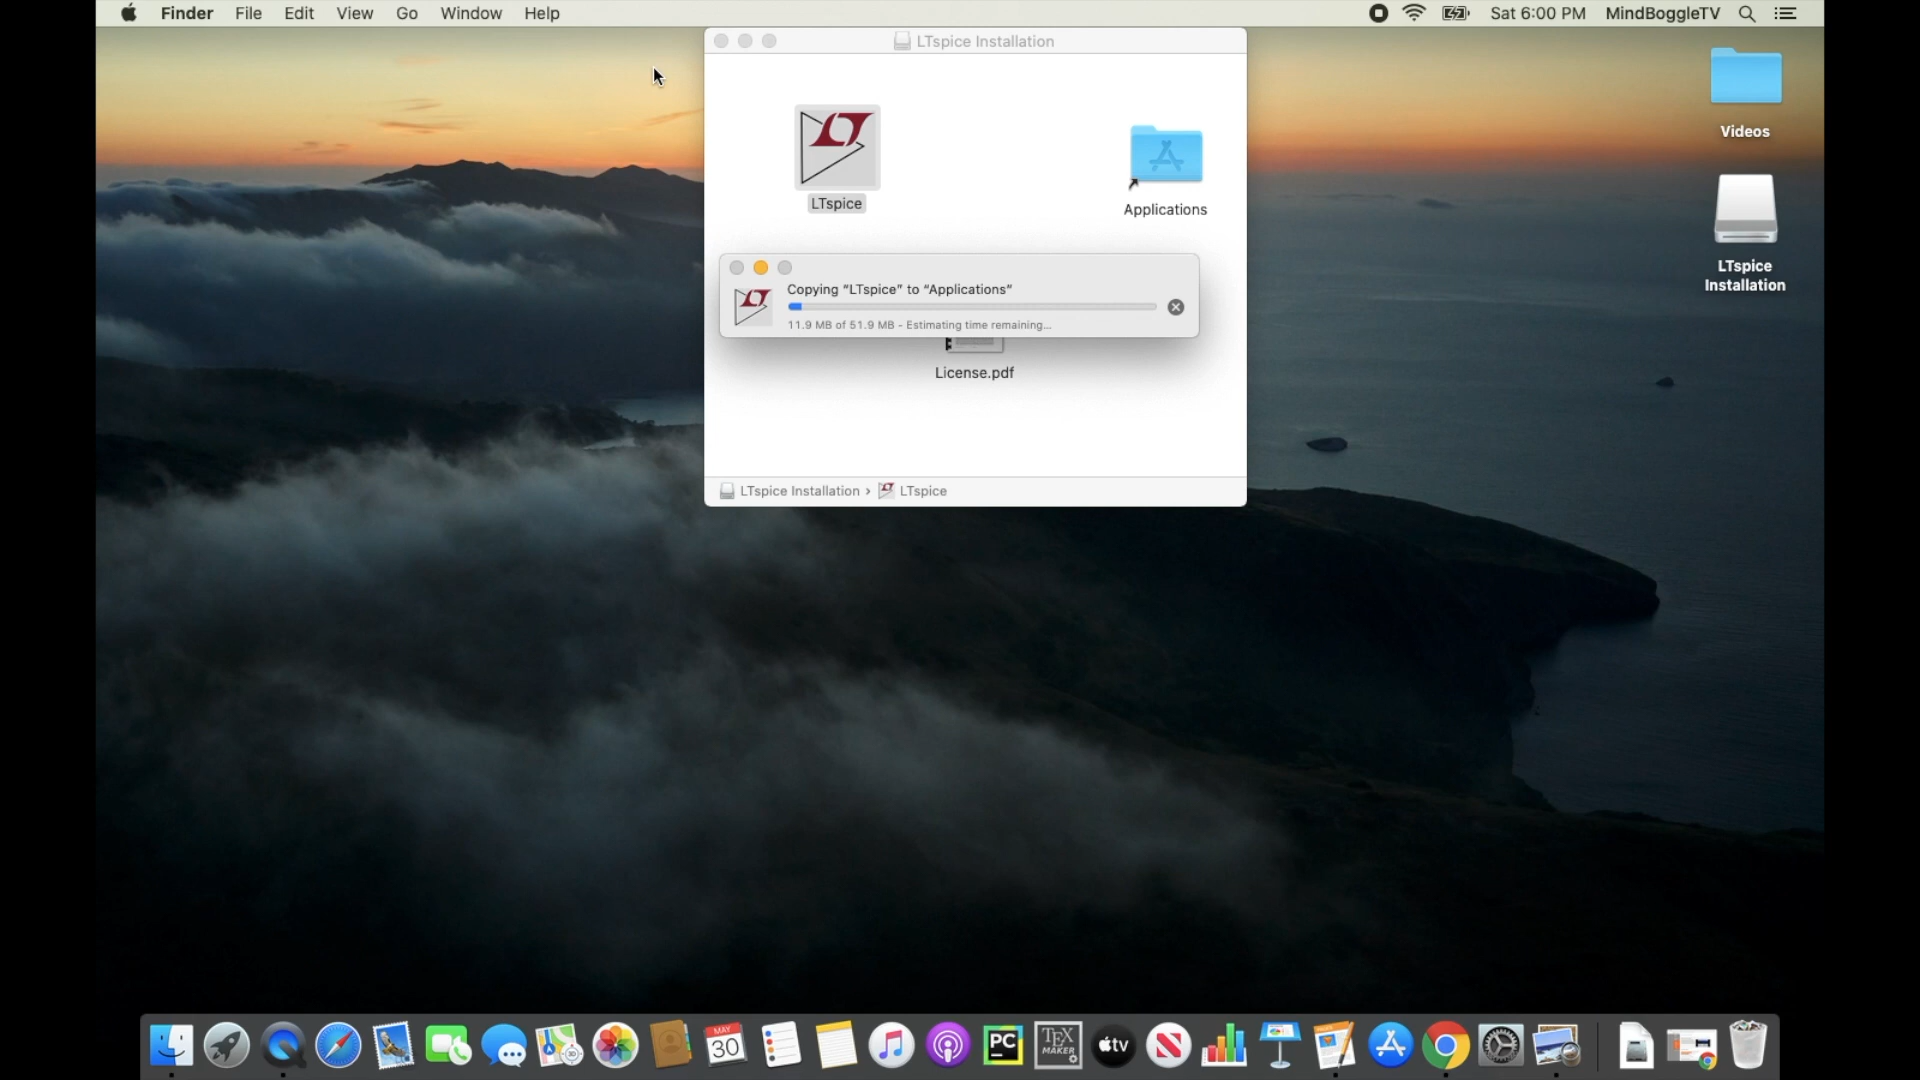 Finder File Edit View Go Window Help
Sat 6:00 PM MindBoggleTV
LTspice Installation
Videos
LTspice
Applications
LTspice
Installation
Copying “LTspice” to “Applications”
11.9 MB of 51.9 MB - Estimating time remaining...
License.pdf
LTspice Installation › LTspice
MAY
30
PC
TEX
MAKER
tv